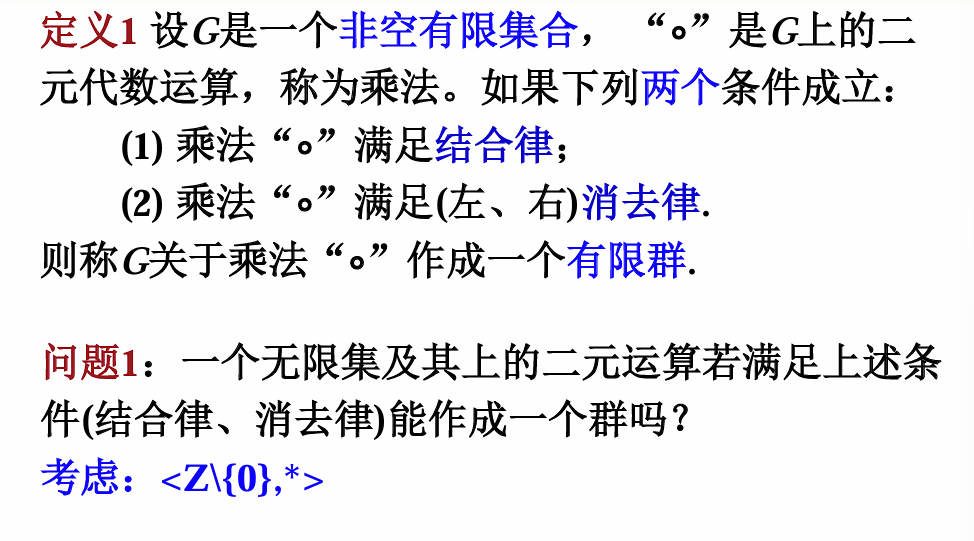 定义1 设G是一个非空有限集合，“∘”是G上的二
元代数运算，称为乘法。如果下列两个条件成立：
(1) 乘法“∘”满足结合律；
(2) 乘法“∘”满足(左、右)消去律.
则称G关于乘法“∘”作成一个有限群.
问题1：一个无限集及其上的二元运算若满足上述条
件(结合律、消去律)能作成一个群吗？
考虑：<Z\{0},*>